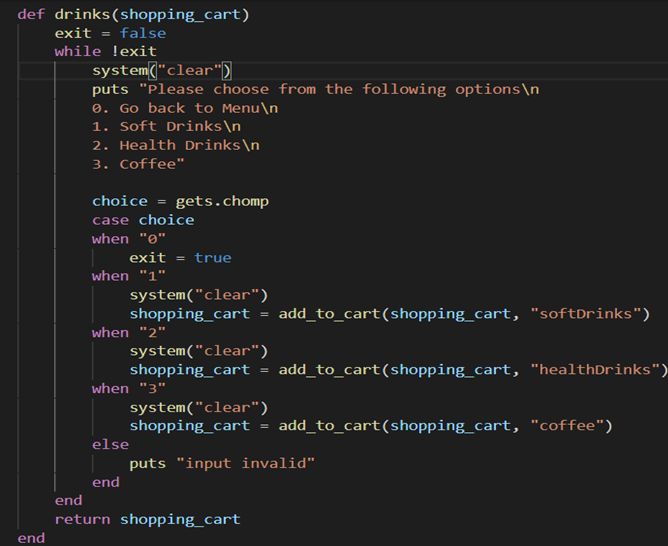 def drinks(shopping_cart)
    exit = false
    while !exit
        system("clear")
        puts "Please choose from the following options\n
        0. Go back to Menu\n
        1. Soft Drinks\n
        2. Health Drinks\n
        3. Coffee"

        choice = gets.chomp
        case choice
        when "0"
            exit = true
        when "1"
            system("clear")
            shopping_cart = add_to_cart(shopping_cart, "softDrinks")
        when "2"
            system("clear")
            shopping_cart = add_to_cart(shopping_cart, "healthDrinks")
        when "3"
            system("clear")
            shopping_cart = add_to_cart(shopping_cart, "coffee")
        else
            puts "input invalid"
        end
    end
    return shopping_cart
end